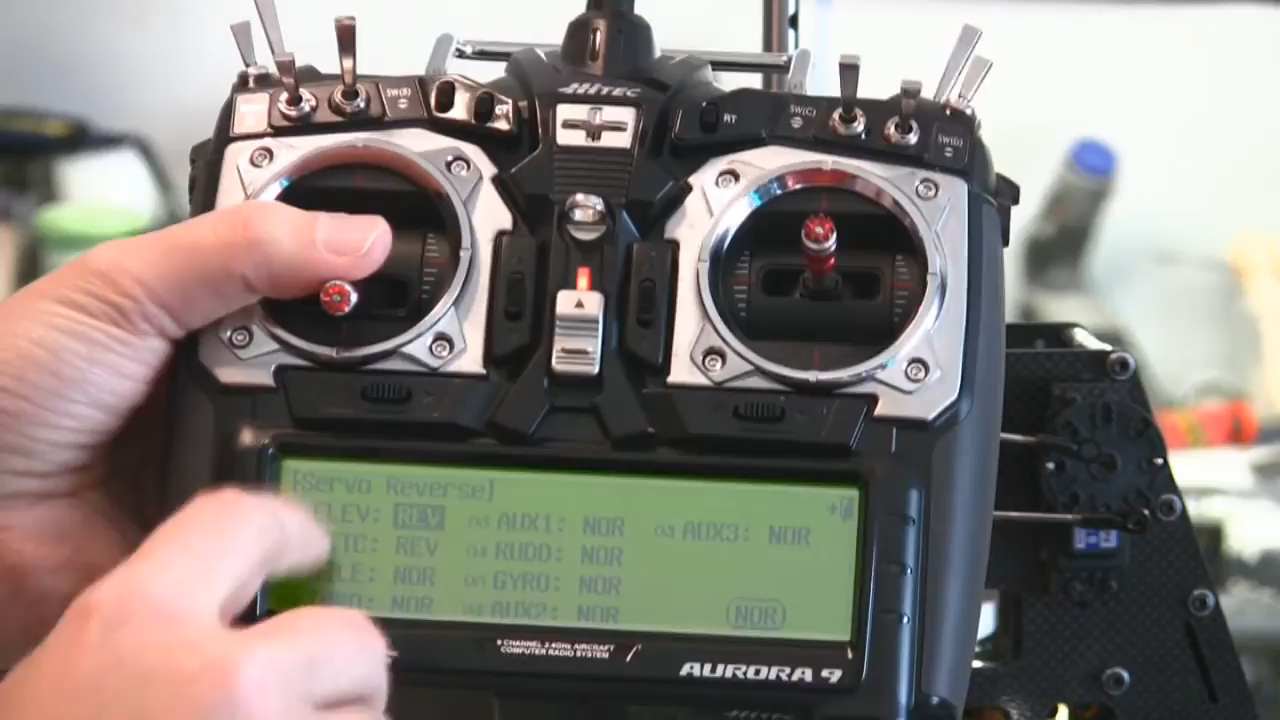 HITEC
SW(B)
SW(C)
RT
SW(D)
[Servo Reverse]
ELEV: REV AUX1: NOR AUX3: NOR
REV RUDD: NOR
NOR GYRO: NOR
NOR AUX2: NOR NOR
9 CHANNEL 2.4GHz AIRCRAFT
COMPUTER RADIO SYSTEM
AURORA 9